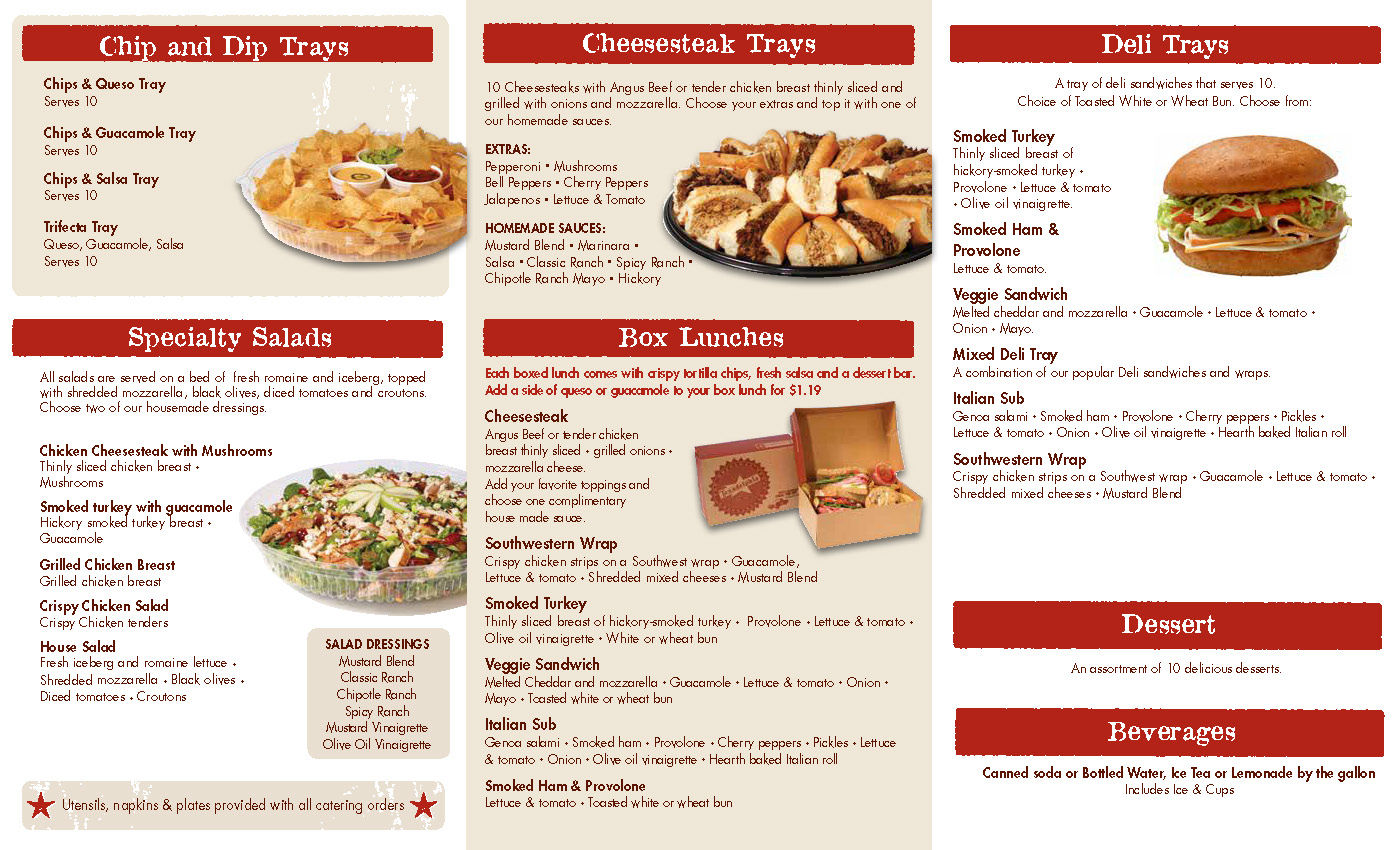 Chip and Dip Trays
Chips & Queso Tray
Serves 10
Chips & Guacamole Tray
Serves 10
Chips & Salsa Tray
Serves 10
Trifecta Tray
Queso, Guacamole, Salsa
Serves 10
Specialty Salads
All salads are served on a bed of fresh romaine and iceberg, topped
with shredded mozzarella, black olives, diced tomatoes and croutons.
Choose two of our housemade dressings.
Chicken Cheesesteak with Mushrooms
Thinly sliced chicken breast •
Mushrooms
Smoked turkey with guacamole
Hickory smoked turkey breast •
Guacamole
Grilled Chicken Breast
Grilled chicken breast
Crispy Chicken Salad
Crispy Chicken tenders
House Salad
Fresh iceberg and romaine lettuce •
Shredded mozzarella • Black olives •
Diced tomatoes • Croutons
SALAD DRESSINGS
Mustard Blend
Classic Ranch
Chipotle Ranch
Spicy Ranch
Mustard Vinaigrette
Olive Oil Vinaigrette
Utensils, napkins & plates provided with all catering orders
Cheesesteak Trays
10 Cheesesteaks with Angus Beef or tender chicken breast thinly sliced and
grilled with onions and mozzarella. Choose your extras and top it with one of
our homemade sauces.
EXTRAS:
Pepperoni • Mushrooms
Bell Peppers • Cherry Peppers
Jalapenos • Lettuce & Tomato
HOMEMADE SAUCES:
Mustard Blend • Marinara •
Salsa • Classic Ranch • Spicy Ranch •
Chipotle Ranch Mayo • Hickory
Box Lunches
Each boxed lunch comes with crispy tortilla chips, fresh salsa and a dessert bar.
Add a side of queso or guacamole to your box lunch for $1.19
Cheesesteak
Angus Beef or tender chicken
breast thinly sliced • grilled onions •
mozzarella cheese.
Add your favorite toppings and
choose one complimentary
house made sauce.
Southwestern Wrap
Crispy chicken strips on a Southwest wrap • Guacamole,
Lettuce & tomato • Shredded mixed cheeses • Mustard Blend
Smoked Turkey
Thinly sliced breast of hickory-smoked turkey • Provolone • Lettuce & tomato •
Olive oil vinaigrette • White or wheat bun
Veggie Sandwich
Melted Cheddar and mozzarella • Guacamole • Lettuce & tomato • Onion •
Mayo • Toasted white or wheat bun
Italian Sub
Genoa salami • Smoked ham • Provolone • Cherry peppers • Pickles • Lettuce
& tomato • Onion • Olive oil vinaigrette • Hearth baked Italian roll
Smoked Ham & Provolone
Lettuce & tomato • Toasted white or wheat bun
Deli Trays
A tray of deli sandwiches that serves 10.
Choice of Toasted White or Wheat Bun. Choose from:
Smoked Turkey
Thinly sliced breast of
hickory-smoked turkey •
Provolone • Lettuce & tomato
• Olive oil vinaigrette.
Smoked Ham &
Provolone
Lettuce & tomato.
Veggie Sandwich
Melted cheddar and mozzarella • Guacamole • Lettuce & tomato •
Onion • Mayo.
Mixed Deli Tray
A combination of our popular Deli sandwiches and wraps.
Italian Sub
Genoa salami • Smoked ham • Provolone • Cherry peppers • Pickles •
Lettuce & tomato • Onion • Olive oil vinaigrette • Hearth baked Italian roll
Southwestern Wrap
Crispy chicken strips on a Southwest wrap • Guacamole • Lettuce & tomato •
Shredded mixed cheeses • Mustard Blend
Dessert
An assortment of 10 delicious desserts.
Beverages
Canned soda or Bottled Water, Ice Tea or Lemonade by the gallon
Includes Ice & Cups